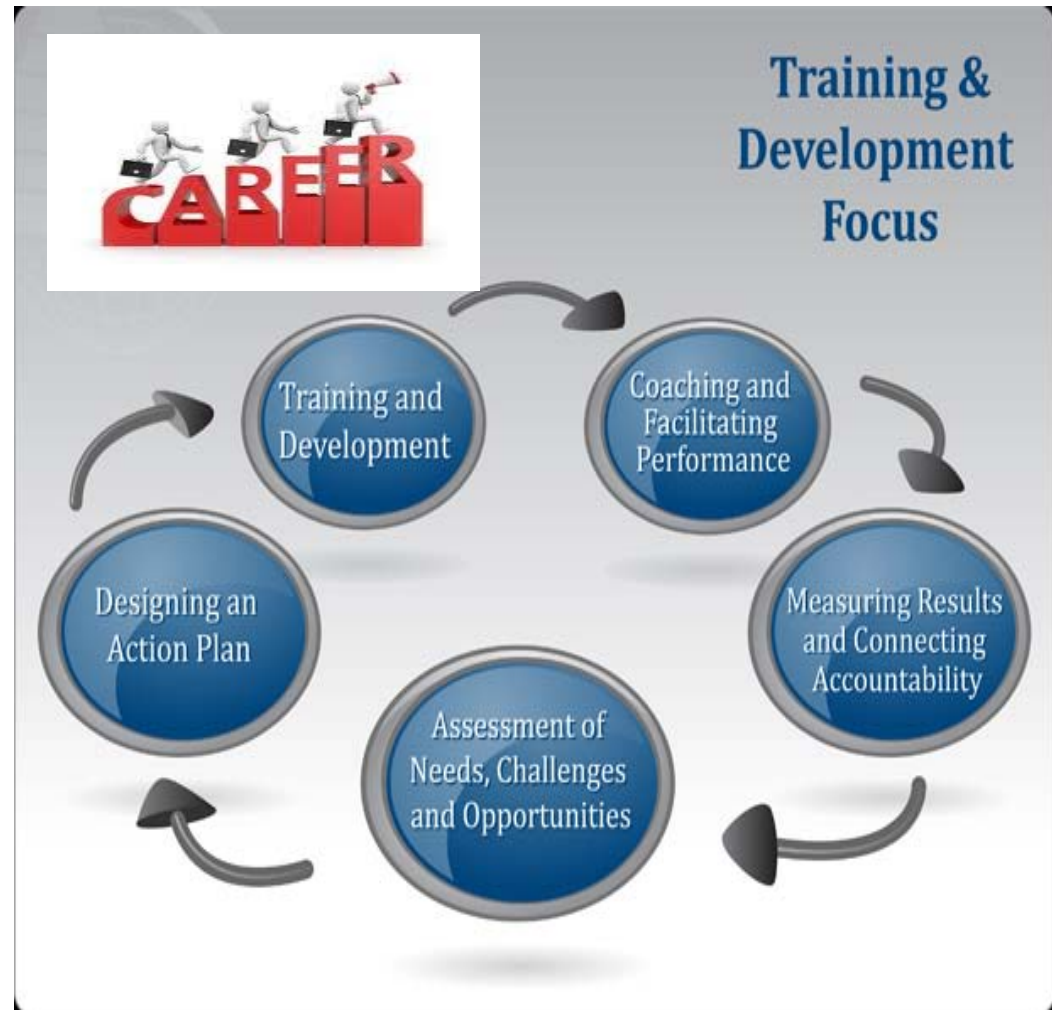 CAREER
Training &
Development
Focus
Training and
Development
Coaching and
Facilitating
Performance
Measuring Results
and Connecting
Accountability
Assessment of
Needs, Challenges
and Opportunities
Designing an
Action Plan